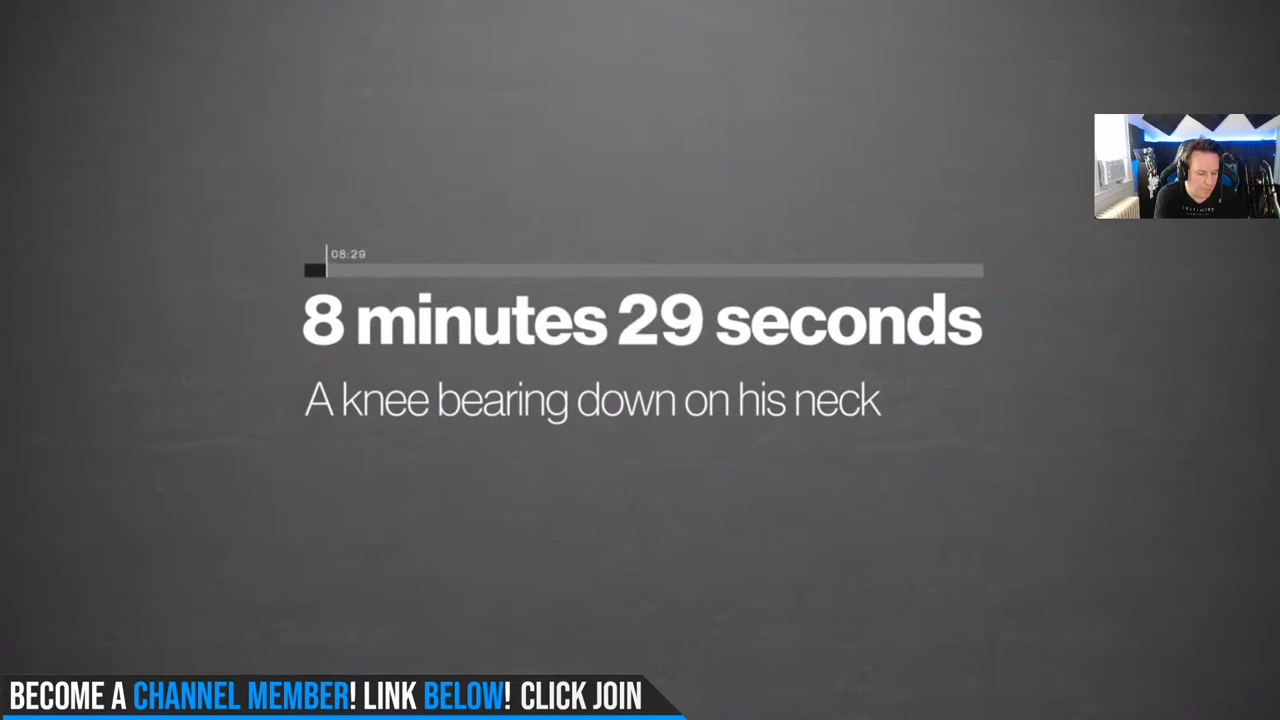 08:29
8 minutes 29 seconds
A knee bearing down on his neck
BECOME A CHANNEL MEMBER! LINK BELOW! CLICK JOIN